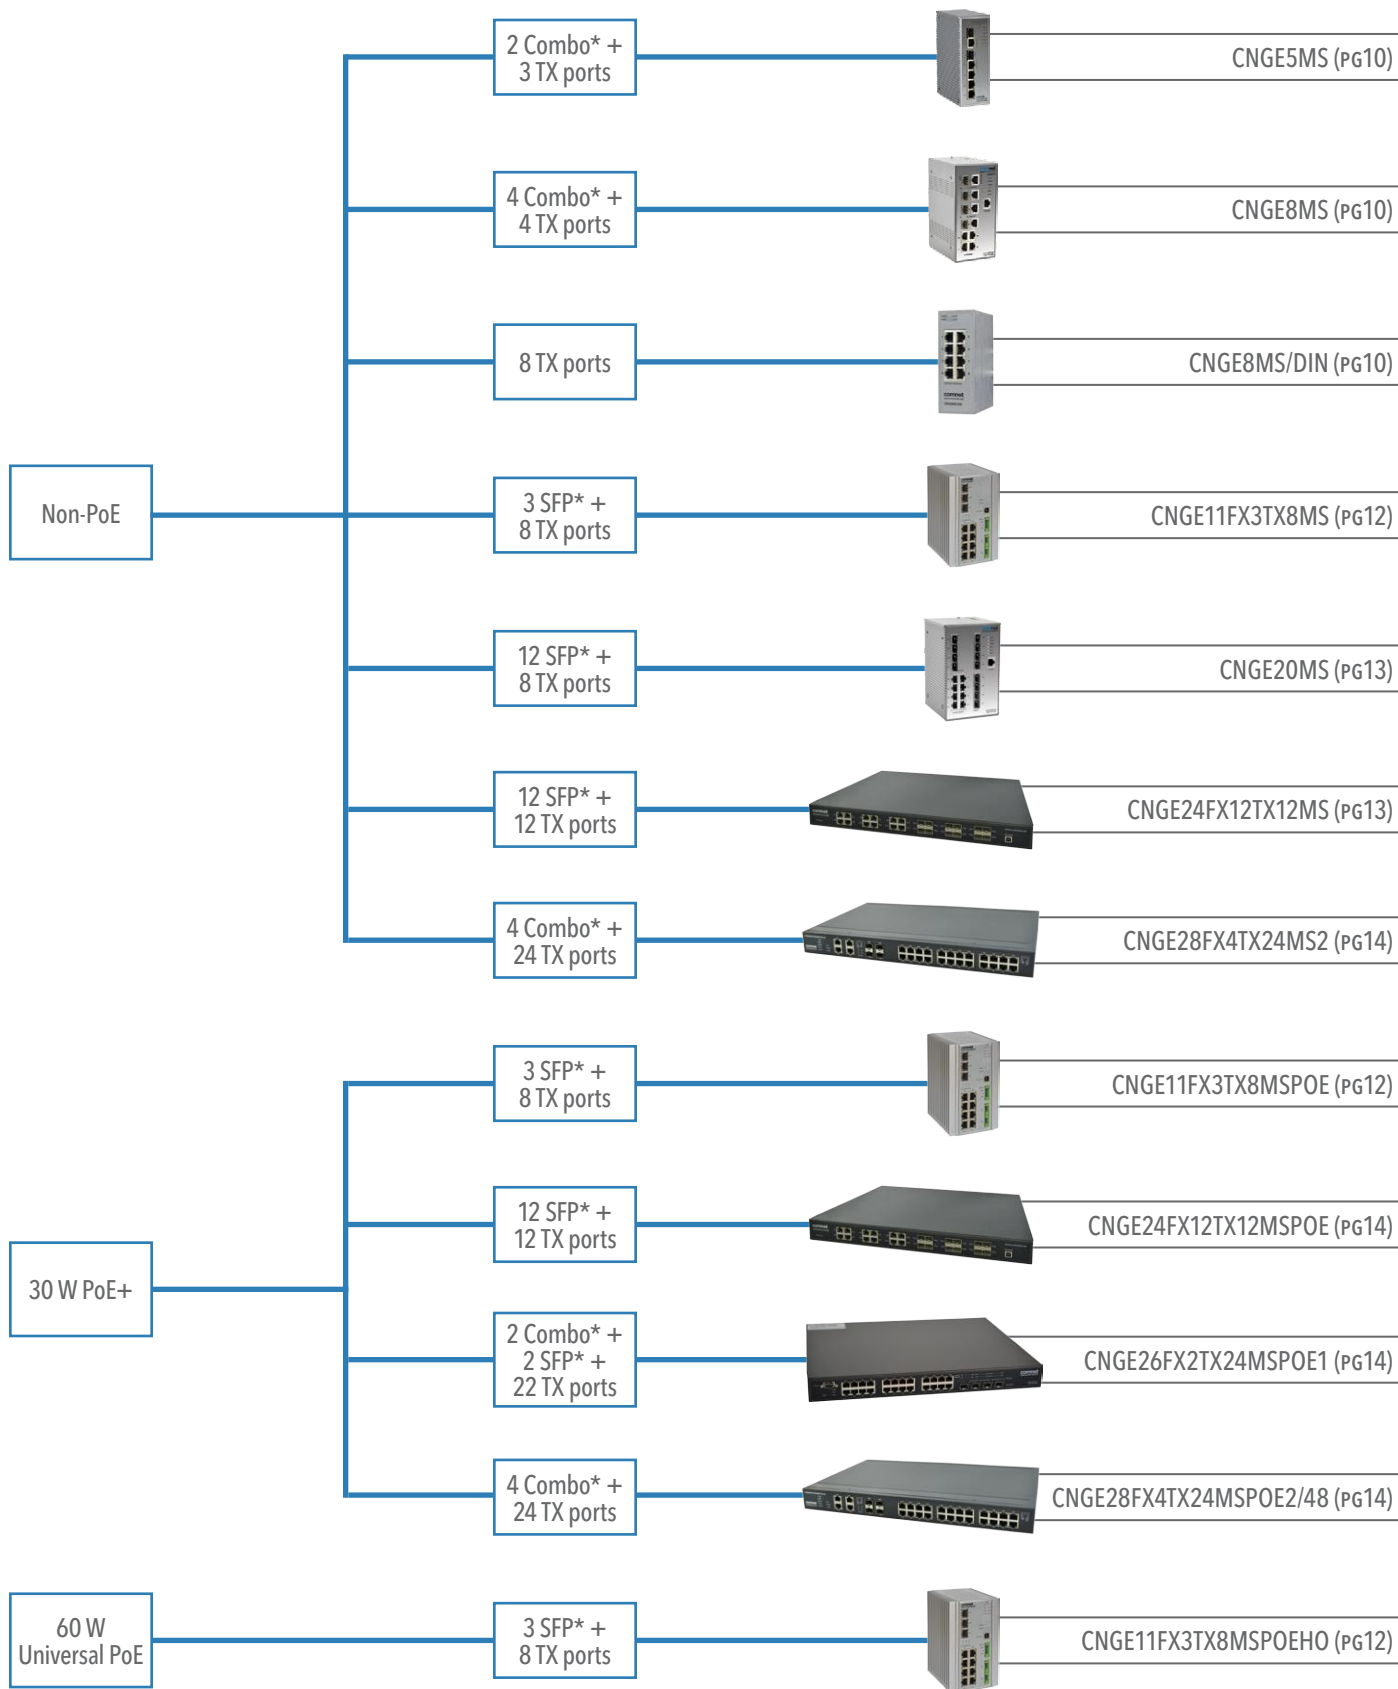 2 Combo* +
3 TX ports
CNGE5MS (PG10)
4 Combo* +
4 TX ports
CNGE8MS (PG10)
8 TX ports
CNGE8MS/DIN (PG10)
comnet
Non-PoE
3 SFP* +
8 TX ports
CNGE11FX3TX8MS (PG12)
12 SFP* +
8 TX ports
CNGE20MS (PG13)
12 SFP* +
12 TX ports
CNGE24FX12TX12MS (PG13)
4 Combo* +
24 TX ports
CNGE28FX4TX24MS2 (PG14)
3 SFP* +
8 TX ports
CNGE11FX3TX8MSPOE (PG12)
12 SFP* +
12 TX ports
CNGE24FX12TX12MSPOE (PG14)
30 W PoE+
2 Combo* +
2 SFP* +
22 TX ports
CNGE26FX2TX24MSPOE1 (PG14)
comnet
4 Combo* +
24 TX ports
CNGE28FX4TX24MSPOE2/48 (PG14)
60 W
Universal PoE
3 SFP* +
8 TX ports
CNGE11FX3TX8MSPOEHO (PG12)